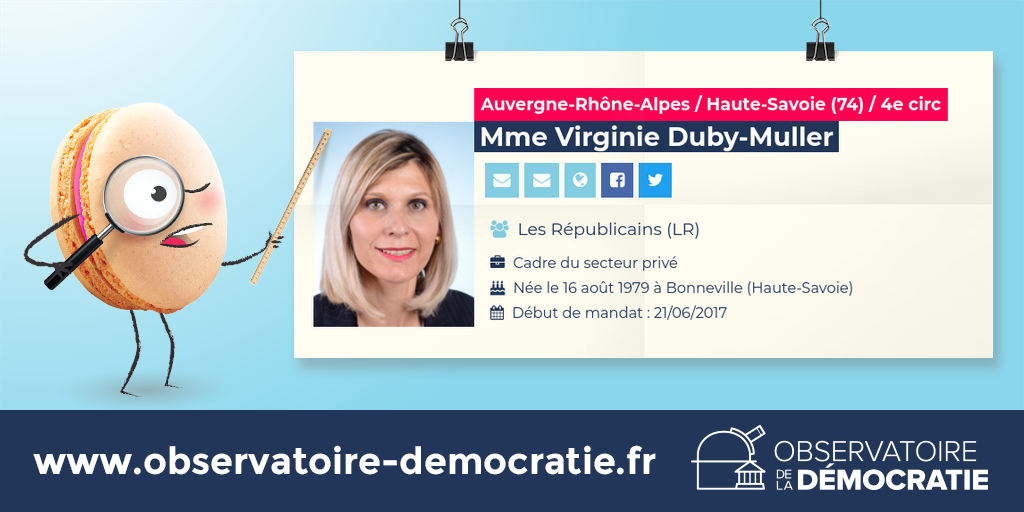 Auvergne-Rhône-Alpes / Haute-Savoie (74) / 4e circ
Mme Virginie Duby-Muller
Les Républicains (LR)
Cadre du secteur privé
Née le 16 août 1979 à Bonneville (Haute-Savoie)
Début de mandat : 21/06/2017
www.observatoire-democratie.fr
OBSERVATOIRE
DE LA DÉMOCRATIE